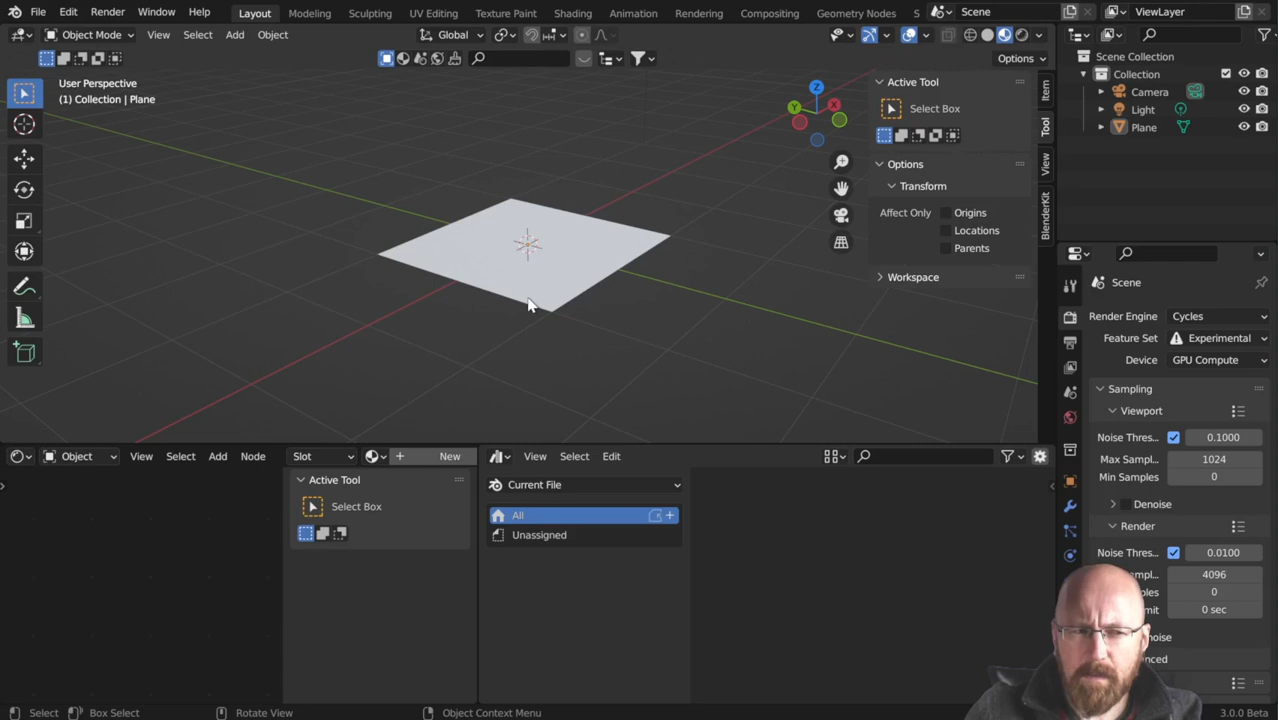 File Edit Render Window Help Layout Modeling Sculpting UV Editing Texture Paint Shading Animation Rendering Compositing Geometry Nodes S Scene ViewLayer
Object Mode View Select Add Object Global
Options
User Perspective
(1) Collection | Plane
Z
Y
X
Active Tool
Select Box
Options
Transform
Affect Only Origins
Locations
Parents
Workspace
Item
Tool
View
BlenderKit
Scene Collection
Collection
Camera
Light
Plane
Scene
Render Engine Cycles
Feature Set Experimental
Device GPU Compute
Sampling
Viewport
Noise Thres... 0.1000
Max Sampl... 1024
Min Samples 0
Denoise
Render
Noise Thres... 0.0100
4096
0
0 sec
Object View Select Add Node Slot New
Active Tool
Select Box
View Select Edit
Current File
All
Unassigned
Select Box Select Rotate View Object Context Menu 3.0.0 Beta